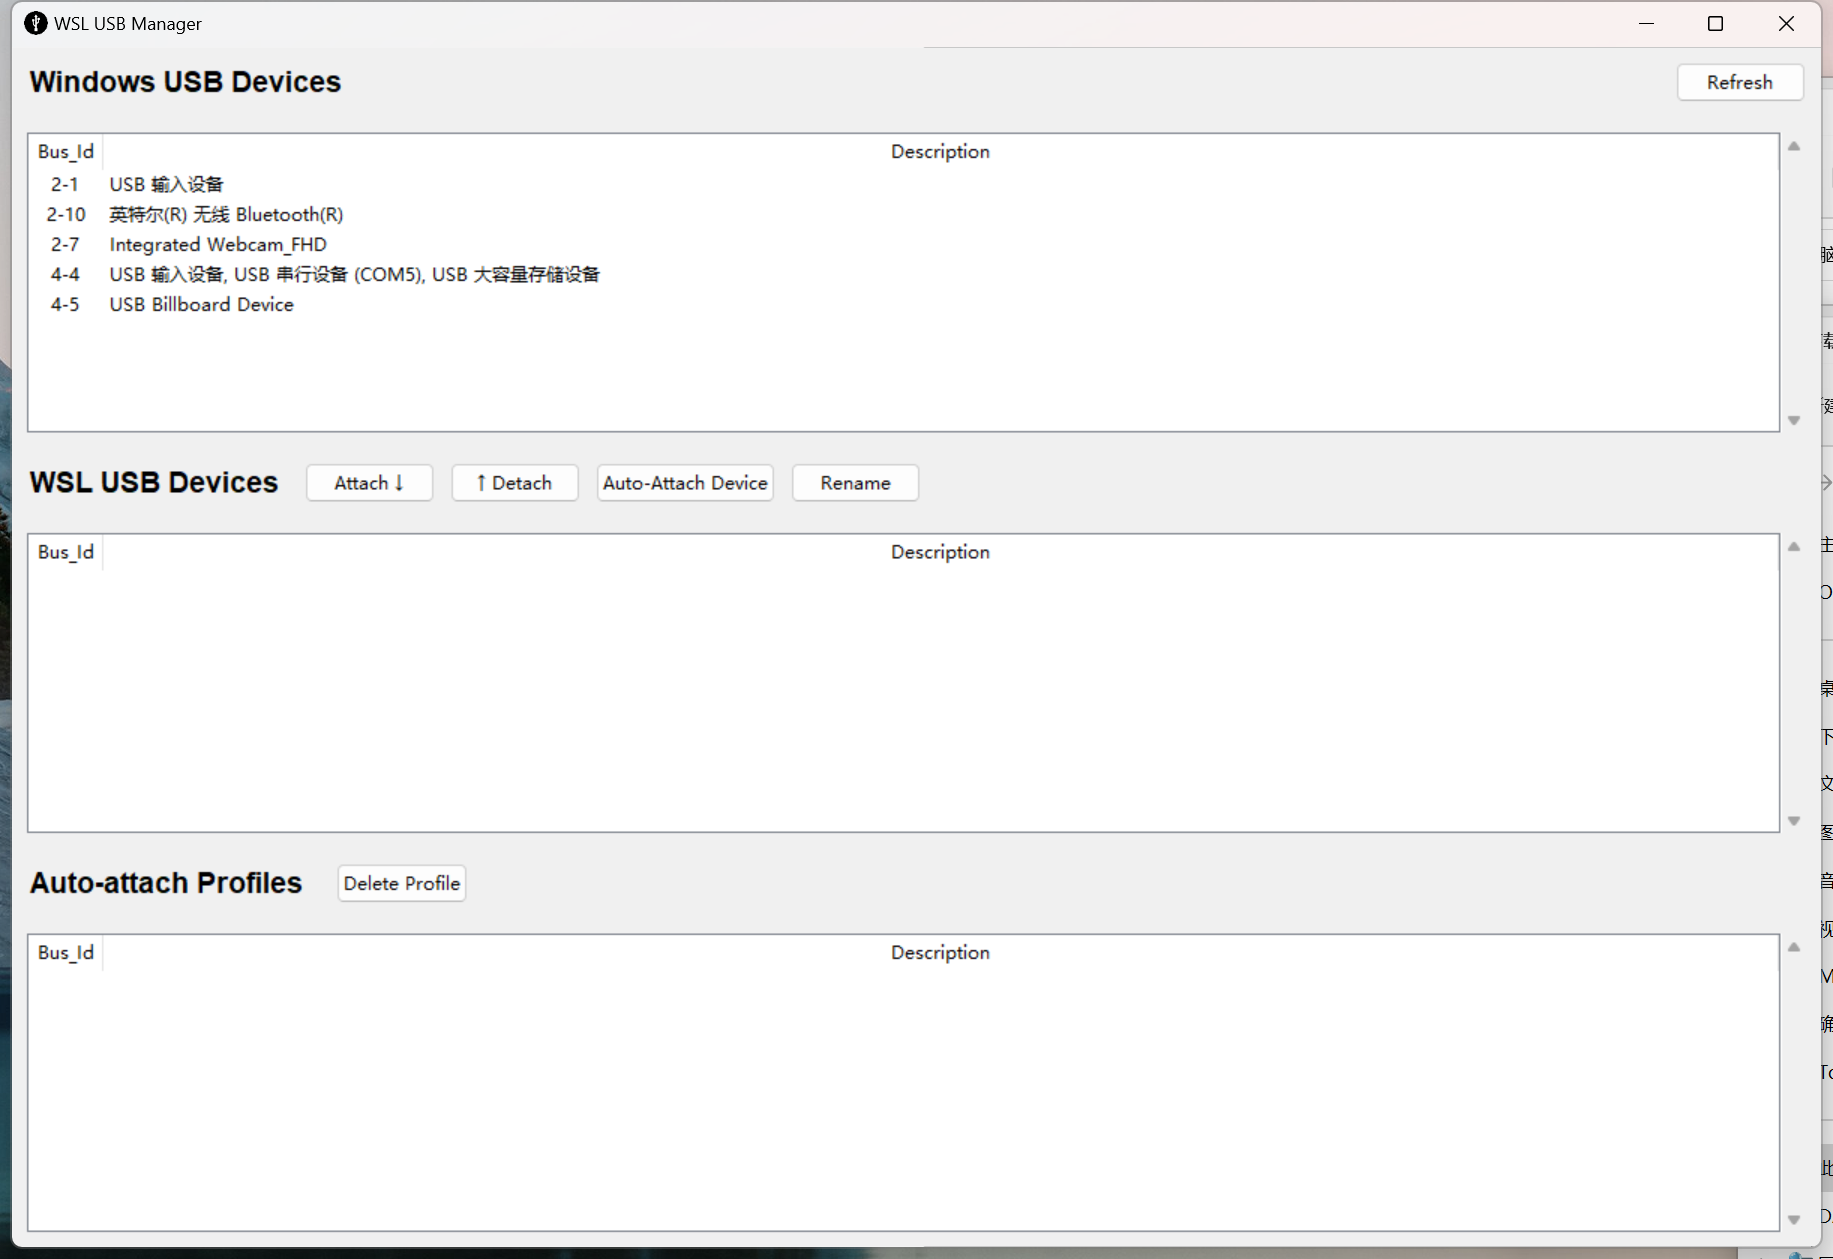 WSL USB Manager
Windows USB Devices
Refresh
Bus_Id Description
2-1 USB 输入设备
2-10 英特尔(R) 无线 Bluetooth(R)
2-7 Integrated Webcam_FHD
4-4 USB 输入设备, USB 串行设备 (COM5), USB 大容量存储设备
4-5 USB Billboard Device
WSL USB Devices Attach ↓ ↑ Detach Auto-Attach Device Rename
Bus_Id Description
Auto-attach Profiles Delete Profile
Bus_Id Description